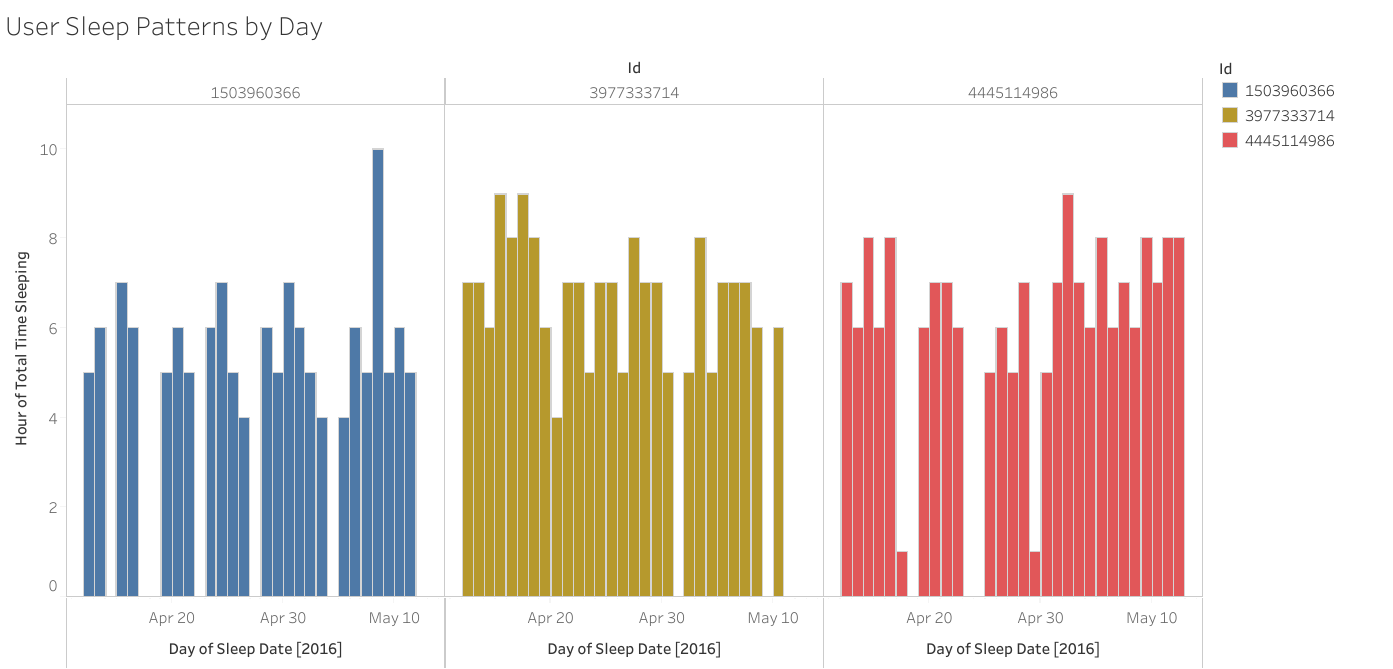 User Sleep Patterns by Day
Id
1503960366
3977333714
4445114986
Id
1503960366
3977333714
4445114986
Hour of Total Time Sleeping
10
8
6
4
2
0
Apr 20 Apr 30 May 10
Apr 20 Apr 30 May 10
Apr 20 Apr 30 May 10
Day of Sleep Date [2016]
Day of Sleep Date [2016]
Day of Sleep Date [2016]